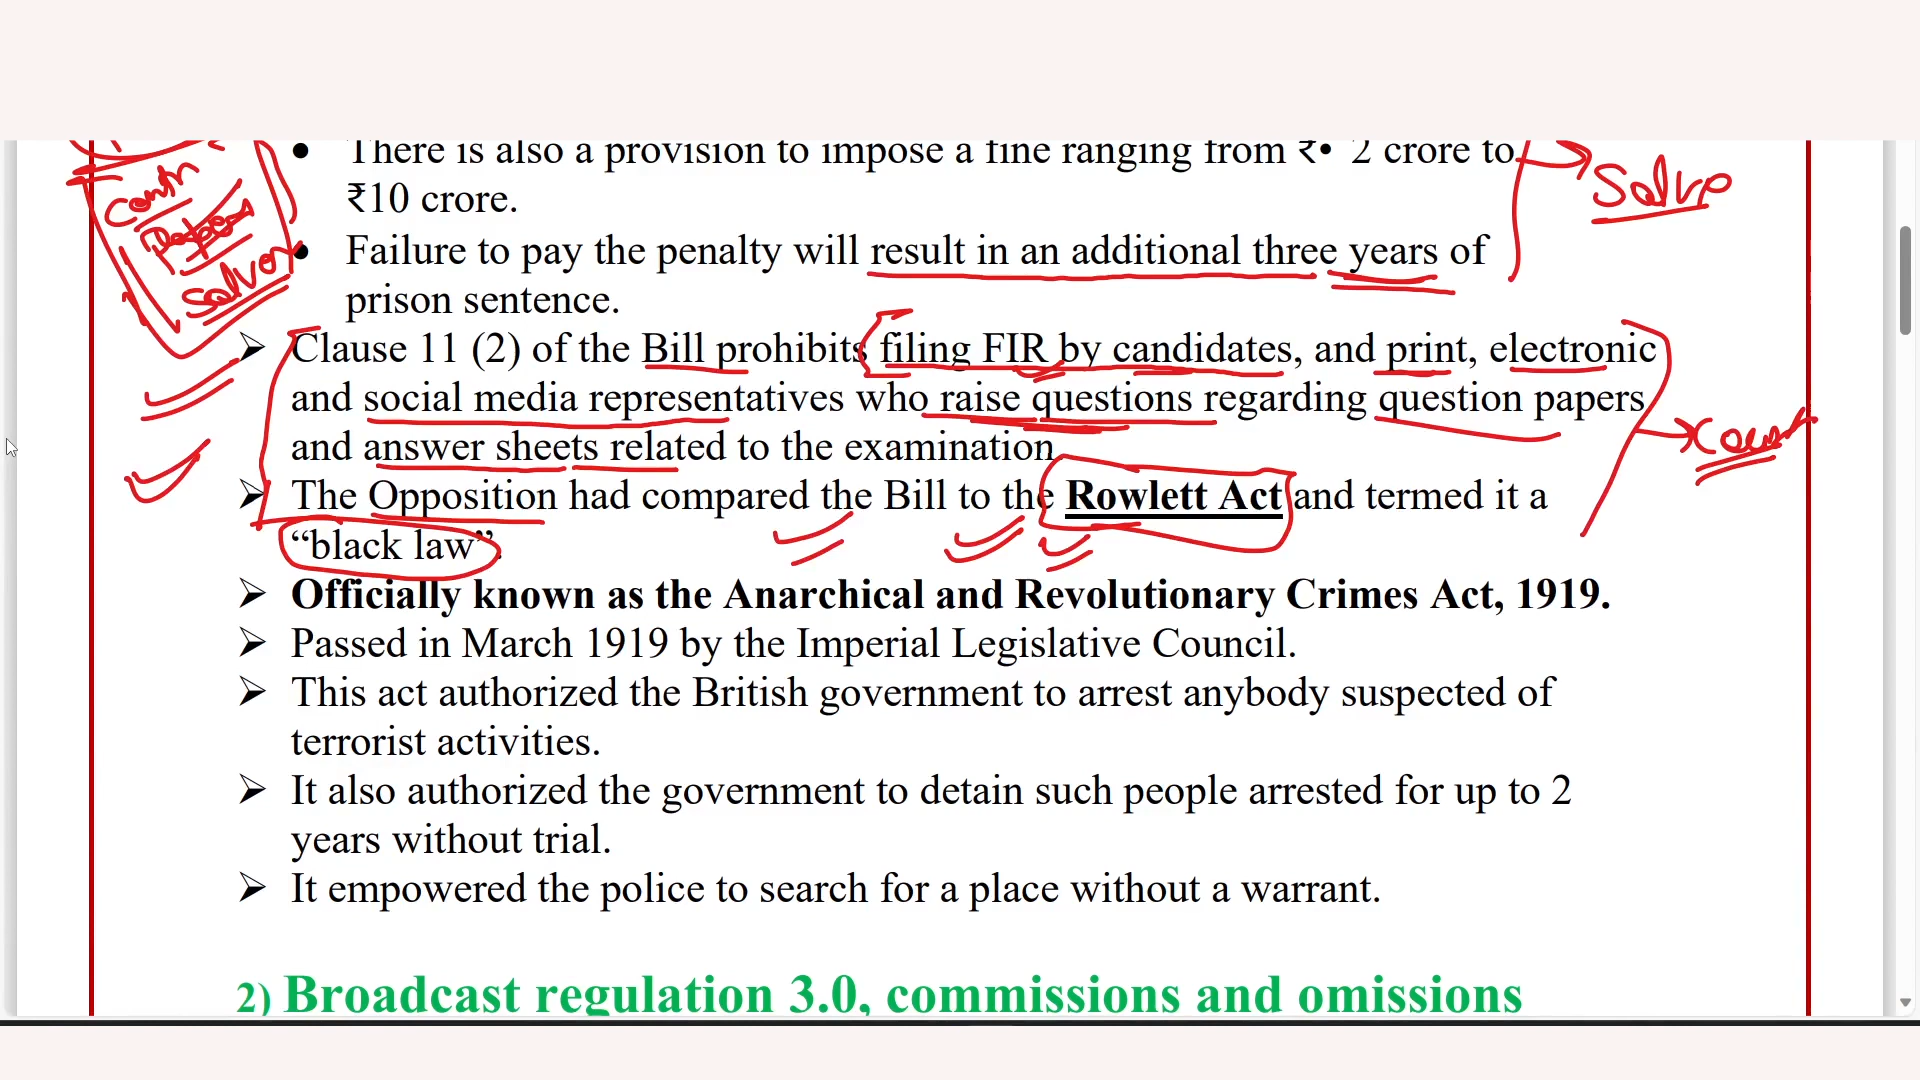 There is also a provision to impose a fine ranging from ₹• 2 crore to
₹10 crore.
Failure to pay the penalty will result in an additional three years of
prison sentence.
Clause 11 (2) of the Bill prohibits filing FIR by candidates, and print, electronic
and social media representatives who raise questions regarding question papers
and answer sheets related to the examination.
The Opposition had compared the Bill to the Rowlett Act and termed it a
“black law”.
Officially known as the Anarchical and Revolutionary Crimes Act, 1919.
Passed in March 1919 by the Imperial Legislative Council.
This act authorized the British government to arrest anybody suspected of
terrorist activities.
It also authorized the government to detain such people arrested for up to 2
years without trial.
It empowered the police to search for a place without a warrant.
2) Broadcast regulation 3.0, commissions and omissions